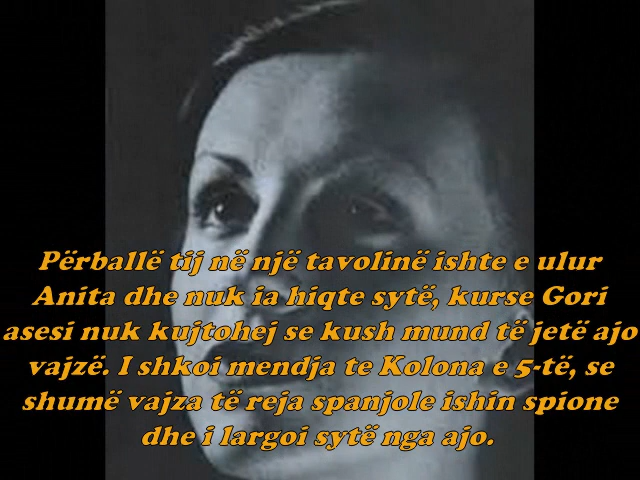 Përballë tij në një tavolinë ishte e ulur
Anita dhe nuk ia hiqte sytë, kurse Gori
asesi nuk kujtohej se kush mund të jetë ajo
vajzë. I shkoi mendja te Kolona e 5-të, se
shumë vajza të reja spanjole ishin spione
dhe i largoi sytë nga ajo.